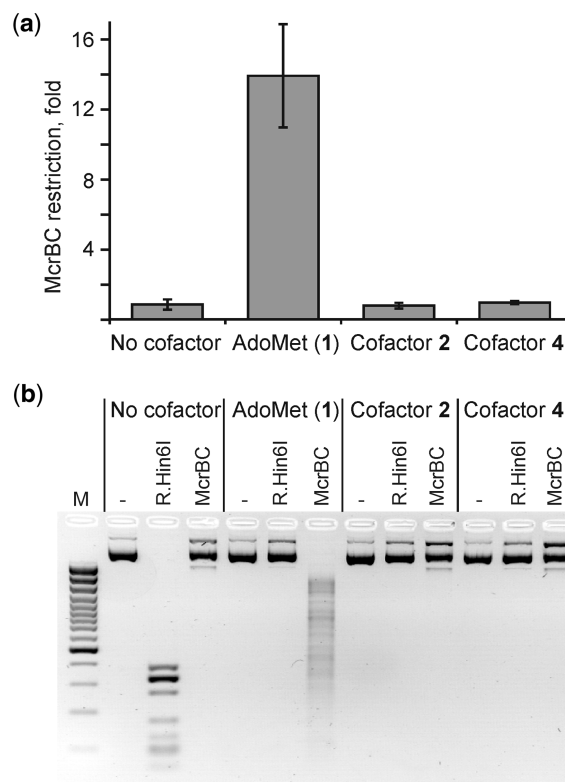 (a)
McrBC restriction, fold
16
12
8
4
No cofactor AdoMet (1) Cofactor 2 Cofactor 4
(b)
No cofactor AdoMet (1) Cofactor 2 Cofactor 4
M - R.Hin6I McrBC - R.Hin6I McrBC - R.Hin6I McrBC - R.Hin6I McrBC